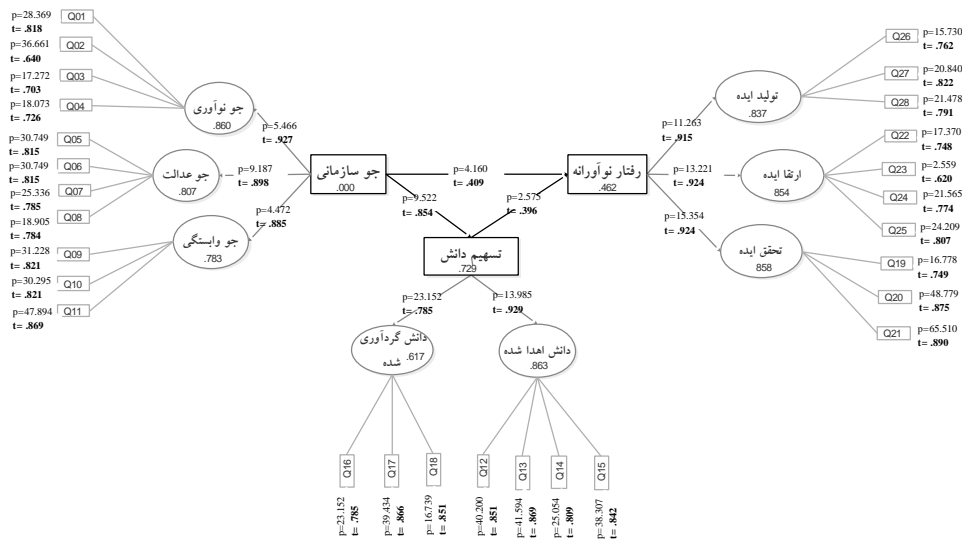 p=28.369
t= .818
Q01
p=36.661
t= .640
Q02
p=17.272
t= .703
Q03
p=18.073
t= .726
Q04
p=30.749
t= .815
Q05
p=30.749
t= .815
Q06
p=25.336
t= .785
Q07
p=18.905
t= .784
Q08
p=31.228
t= .821
Q09
p=30.295
t= .821
Q10
p=47.894
t= .869
Q11
جو نوآوری
.860
جو عدالت
.807
جو وابستگی
.783
p=5.466
t= .927
p=9.187
t= .898
p=4.472
t= .885
جو سازمانی
.000
p=4.160
t= .409
p=9.522
t= .854
p=2.575
t= .396
رفتار نوآورانه
.462
تسهیم دانش
.729
p=23.152
t= .785
p=13.985
t= .929
دانش گردآوری
شده
.617
دانش اهدا شده
.863
Q16
Q17
Q18
Q12
Q13
Q14
Q15
p=23.152
t= .785
p=39.434
t= .866
p=16.739
t= .851
p=40.200
t= .851
p=41.594
t= .869
p=25.054
t= .809
p=38.307
t= .842
p=11.263
t= .915
p=13.221
t= .924
p=15.354
t= .924
تولید ایده
.837
ارتقا ایده
854
تحقق ایده
858
Q26
p=15.730
t= .762
Q27
p=20.840
t= .822
Q28
p=21.478
t= .791
Q22
p=17.370
t= .748
Q23
p=2.559
t= .620
Q24
p=21.565
t= .774
Q25
p=24.209
t= .807
Q19
p=16.778
t= .749
Q20
p=48.779
t= .875
Q21
p=65.510
t= .890